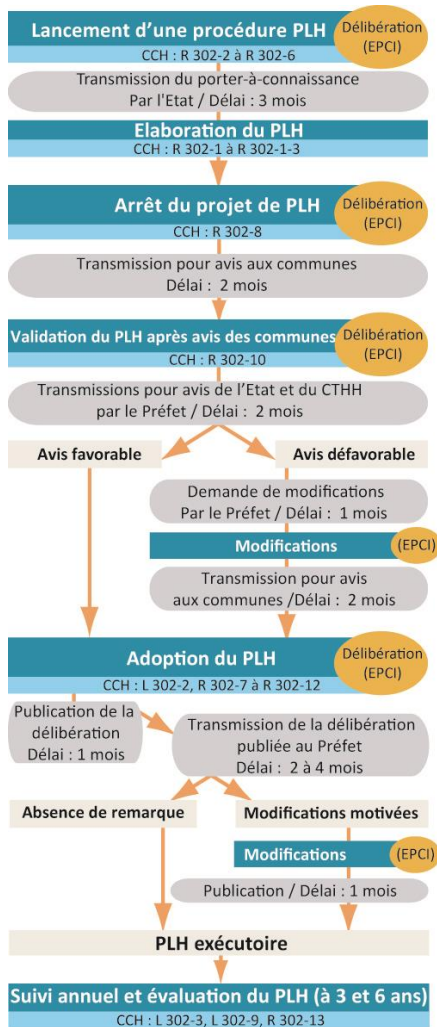 Lancement d'une procédure PLH
Délibération
(EPCI)
CCH : R 302-2 à R 302-6
Transmission du porter-à-connaissance
Par l'Etat / Délai : 3 mois
Elaboration du PLH
CCH : R 302-1 à R 302-1-3
Arrêt du projet de PLH
Délibération
(EPCI)
CCH : R 302-8
Transmission pour avis aux communes
Délai : 2 mois
Validation du PLH après avis des communes
Délibération
(EPCI)
CCH : R 302-10
Transmissions pour avis de l'Etat et du CTHH
par le Préfet / Délai : 2 mois
Avis favorable
Avis défavorable
Demande de modifications
Par le Préfet / Délai : 1 mois
Modifications
(EPCI)
Transmission pour avis
aux communes /Délai : 2 mois
Adoption du PLH
Délibération
(EPCI)
CCH : L 302-2, R 302-7 à R 302-12
Publication de la
délibération
Délai : 1 mois
Transmission de la délibération
publiée au Préfet
Délai : 2 à 4 mois
Absence de remarque
Modifications motivées
Modifications
(EPCI)
Publication / Délai : 1 mois
PLH exécutoire
Suivi annuel et évaluation du PLH (à 3 et 6 ans)
CCH : L 302-3, L 302-9, R 302-13